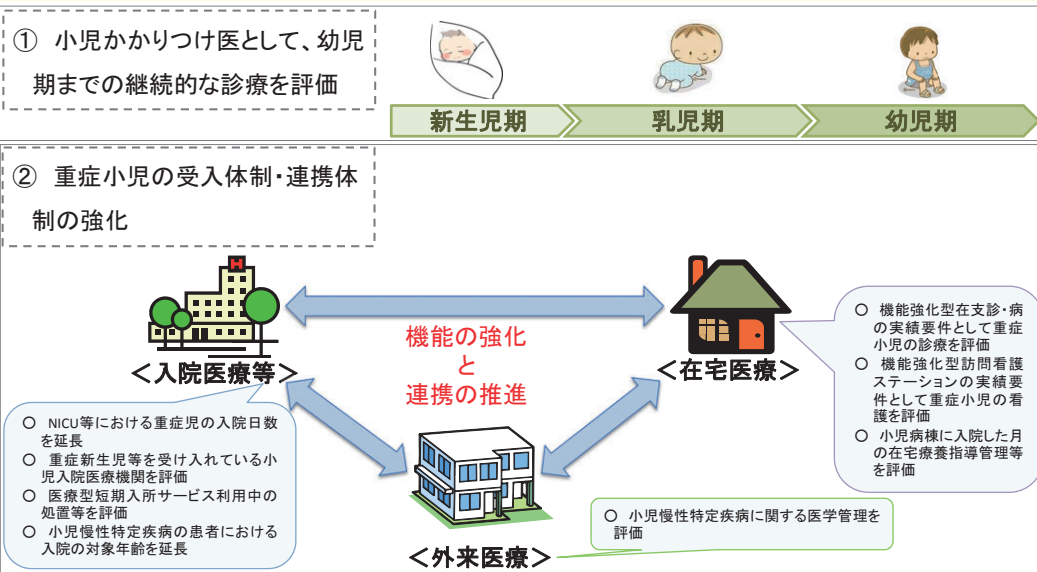 ① 小児かかりつけ医として、幼児
期までの継続的な診療を評価
新生児期
乳児期
幼児期
② 重症小児の受入体制・連携体
制の強化
H
機能の強化
と
連携の推進
＜入院医療等＞
＜在宅医療＞
○ 機能強化型在支診・病
の実績要件として重症
小児の診療を評価
○ 機能強化型訪問看護
ステーションの実績要
件として重症小児の看
護を評価
○ 小児病棟に入院した月
の在宅療養指導管理等
を評価
○ NICU等における重症児の入院日数
を延長
○ 重症新生児等を受け入れている小
児入院医療機関を評価
○ 医療型短期入所サービス利用中の
処置等を評価
○ 小児慢性特定疾病の患者における
入院の対象年齢を延長
＜外来医療＞
○ 小児慢性特定疾病に関する医学管理を
評価